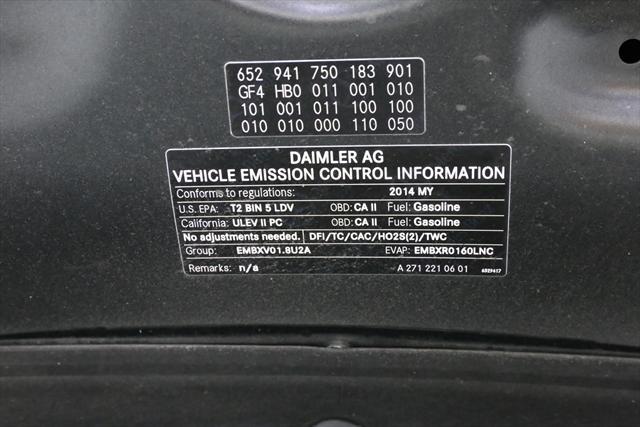 652 941 750 183 901
GF4 HB0 011 001 010
101 001 011 100 100
010 010 000 110 050
DAIMLER AG
VEHICLE EMISSION CONTROL INFORMATION
Conforms to regulations: 2014 MY
U.S. EPA: T2 BIN 5 LDV OBD: CA II Fuel: Gasoline
California: ULEV II PC OBD: CA II Fuel: Gasoline
No adjustments needed. DFI/TC/CAC/HO2S(2)/TWC
Group: EMBXV01.8U2A EVAP: EMBXR0160LNC
Remarks: n/a A 271 221 06 01